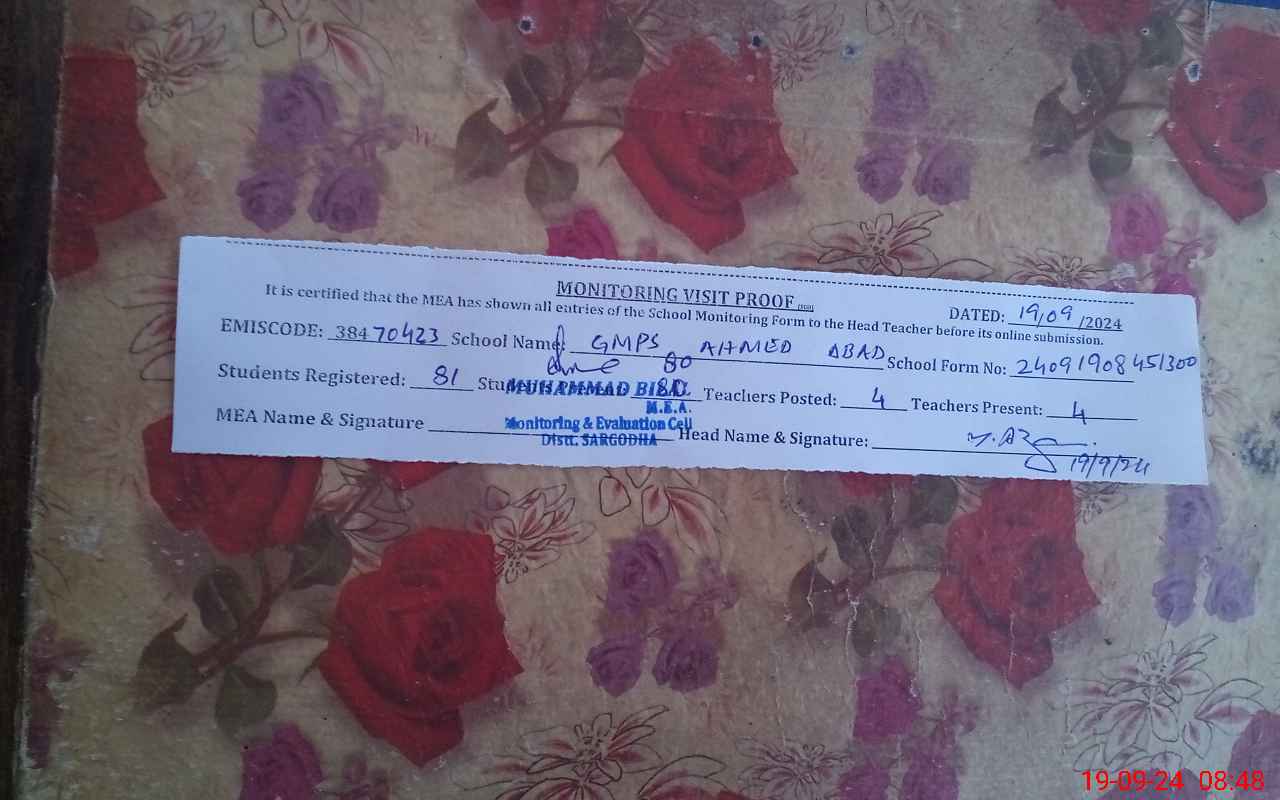 MONITORING VISIT PROOF
DATED: 19/09/2024
It is certified that the MEA has shown all entries of the School Monitoring Form to the Head Teacher before its online submission.
EMISCODE: 38470423 School Name: GMPS AHMED ABAD School Form No: 24091908451300
Students Registered: 81 80 Teachers Posted: 4 Teachers Present: 4
MUHAMMAD BILAL
M.E.A.
Monitoring & Evaluation Cell
Distt. SARGODHA
MEA Name & Signature Head Name & Signature:
19/9/24
19-09-24 08:48